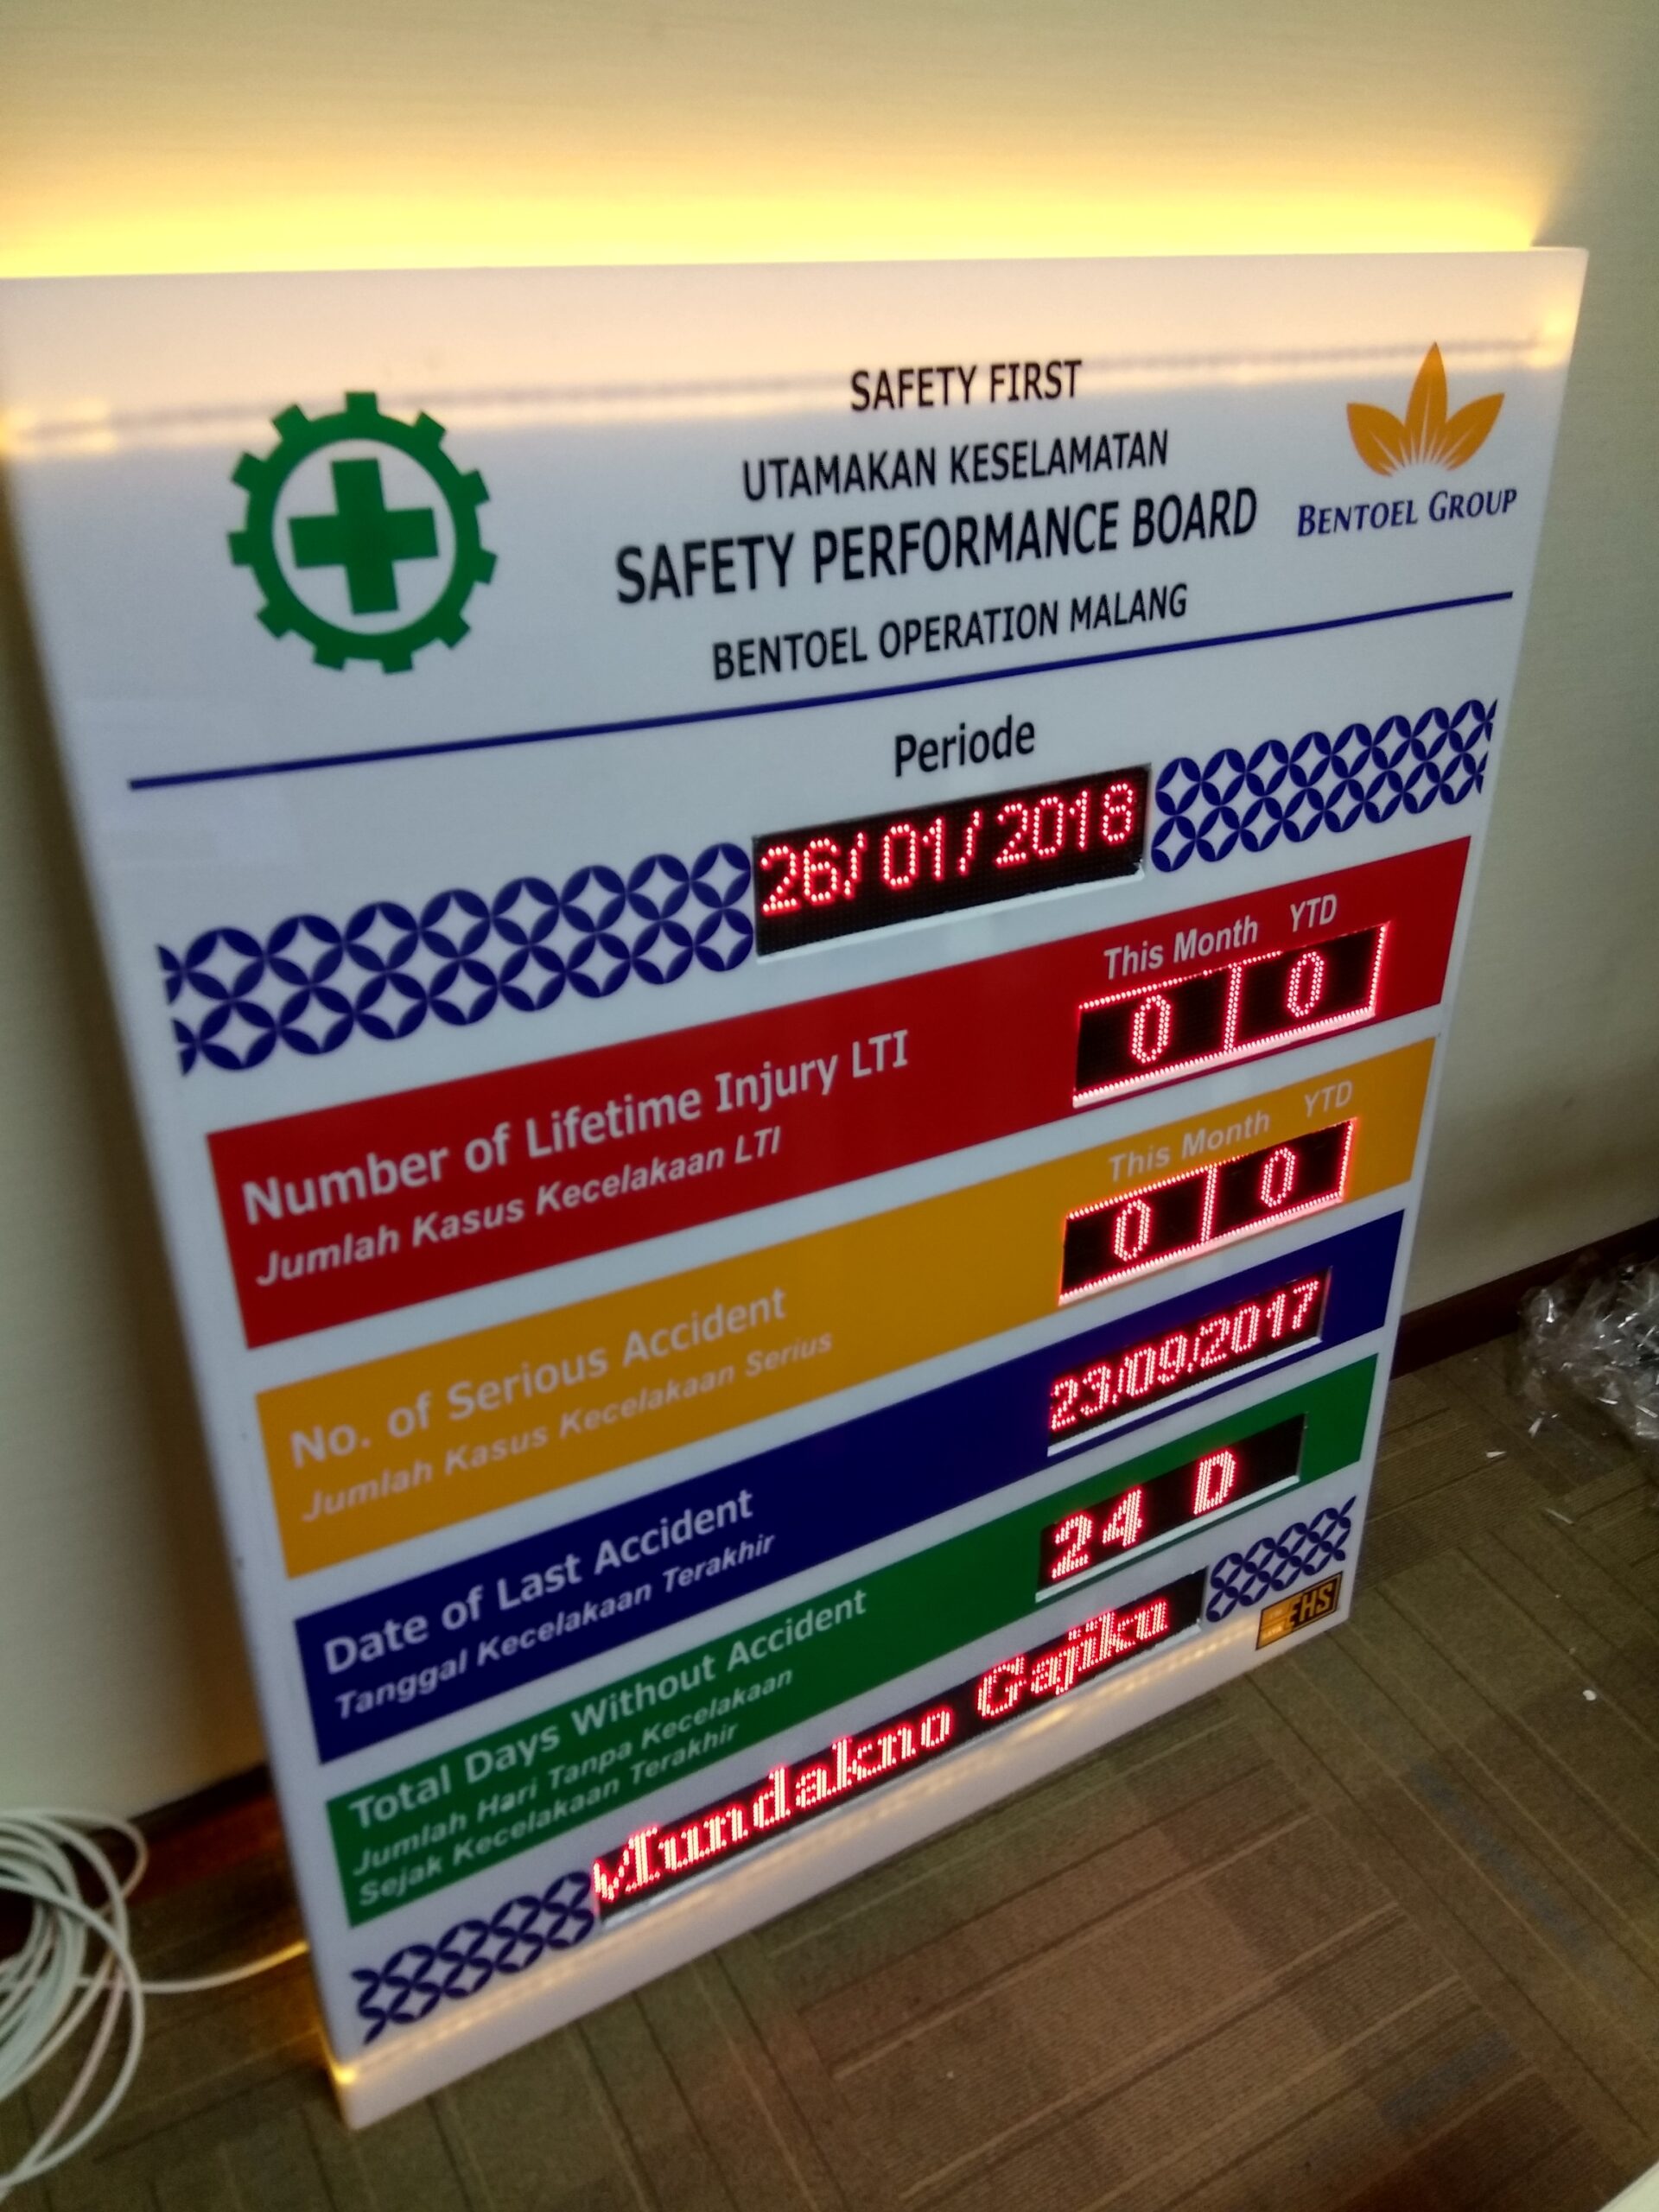 SAFETY FIRST
UTAMAKAN KESELAMATAN
SAFETY PERFORMANCE BOARD
BENTOEL OPERATION MALANG
BENTOEL GROUP
Periode
26/01/2018
This Month YTD
Number of Lifetime Injury LTI
0 0
Jumlah Kasus Kecelakaan LTI
This Month YTD
No. of Serious Accident
0 0
Jumlah Kasus Kecelakaan Serius
Date of Last Accident
23/09/2017
Tanggal Kecelakaan Terakhir
Total Days Without Accident
24 D
Jumlah Hari Tanpa Kecelakaan
Sejak Kecelakaan Terakhir
Mundakno Gajiku
EHS